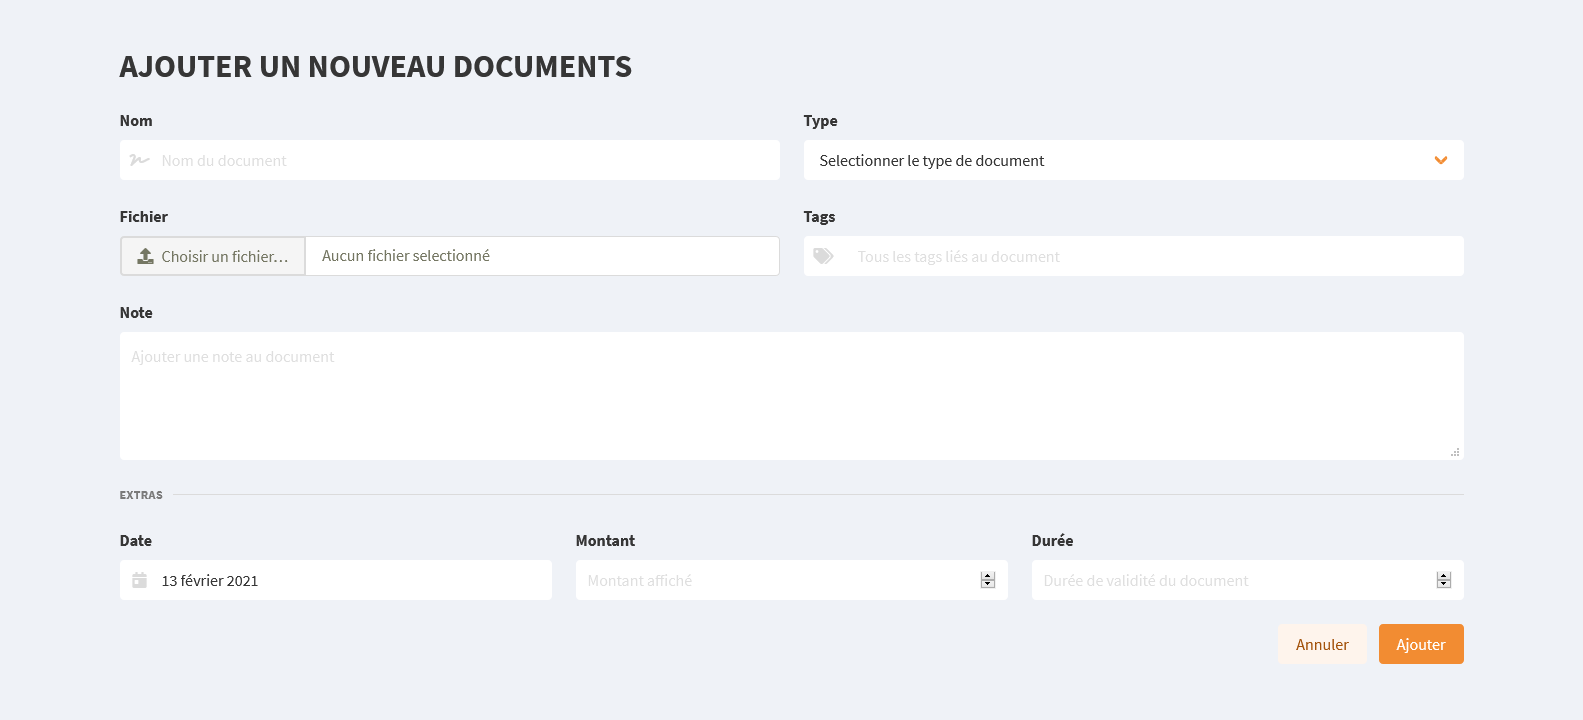 AJOUTER UN NOUVEAU DOCUMENTS
Nom
Type
Nom du document
Selectionner le type de document
Fichier
Tags
Choisir un fichier...
Aucun fichier selectionné
Tous les tags liés au document
Note
Ajouter une note au document
EXTRAS
Date
Montant
Durée
13 février 2021
Montant affiché
Durée de validité du document
Annuler
Ajouter